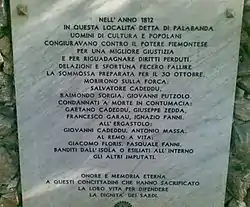 NELL'ANNO 1812
IN QUESTA LOCALITÀ DETTA DI PALABANDA
UOMINI DI CULTURA E POPOLANI
CONGIURAVANO CONTRO IL POTERE PIEMONTESE
PER UNA MIGLIORE GIUSTIZIA
E PER RIGUADAGNARE DIRITTI PERDUTI.
DELAZIONI E SFORTUNA FECERO FALLIRE
LA SOMMOSSA PREPARATA PER IL 30 OTTOBRE.
MORIRONO SULLA FORCA:
SALVATORE CADEDDU,
RAIMONDO SORGIA, GIOVANNI PUTZOLO.
CONDANNATI A MORTE IN CONTUMACIA:
GAETANO CADEDDU, GIUSEPPE ZEDDA,
FRANCESCO GARAU, IGNAZIO FANNI.
ALL'ERGASTOLO:
GIOVANNI CADEDDU, ANTONIO MASSA.
AL REMO A VITA:
GIACOMO FLORIS, PASQUALE FANNI.
BANDITI DALL'ISOLA O ESILIATI ALL'INTERNO
GLI ALTRI IMPUTATI.
ONORE E MEMORIA ETERNA
A QUESTI CONCITTADINI CHE HANNO SACRIFICATO
LA LORO VITA PER DIFENDERE
LA DIGNITÀ DEI SARDI.